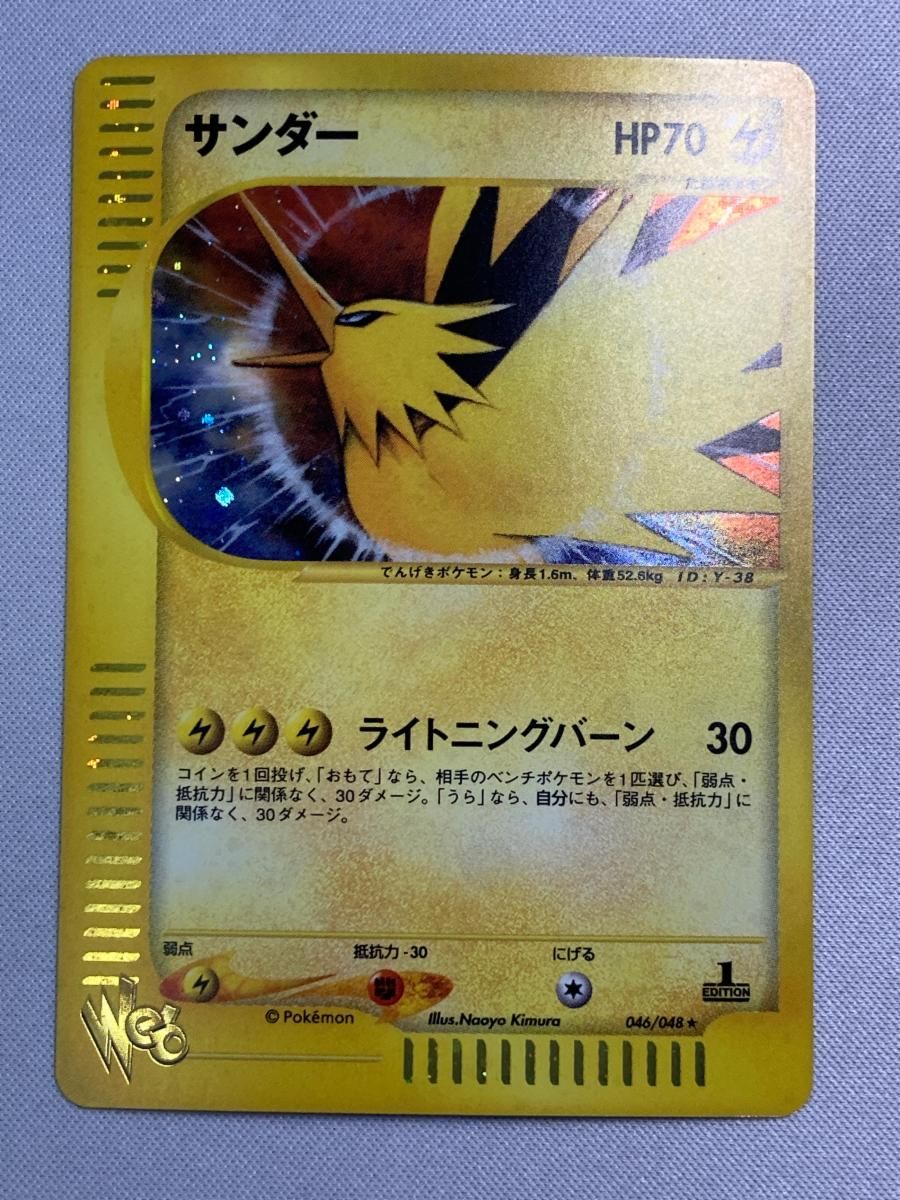 サンダー HP70
たねポケモン
でんげきポケモン：身長1.6m、体重52.6kg ID:Y-38
ライトニングバーン 30
コインを1回投げ、「おもて」なら、相手のベンチポケモンを1匹選び、「弱点・
抵抗力」に関係なく、30ダメージ。「うら」なら、自分にも、「弱点・抵抗力」に
関係なく、30ダメージ。
弱点 抵抗力-30 にげる
1
EDITION
Web
© Pokémon Illus.Naoyo Kimura 046/048★